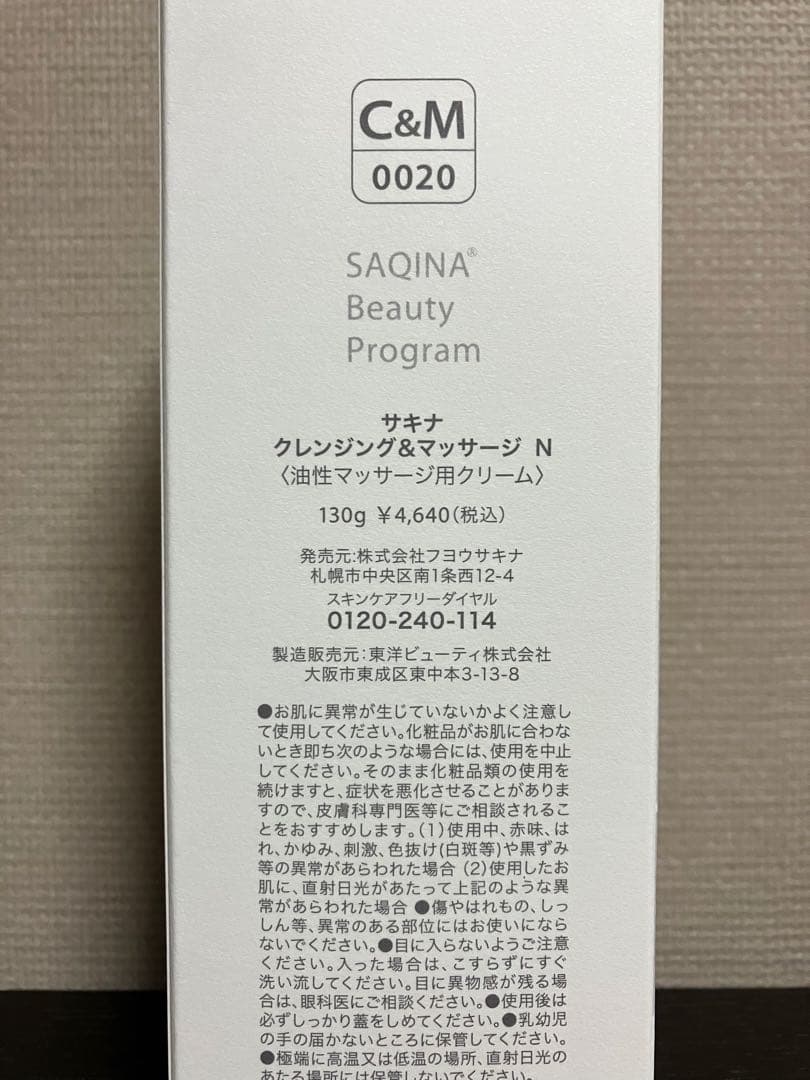 C&M
0020
SAQINA®
Beauty
Program
サキナ
クレンジング&マッサージ N
〈油性マッサージ用クリーム〉
130g ¥4,640(税込)
発売元:株式会社フヨウサキナ
札幌市中央区南1条西12-4
スキンケアフリーダイヤル
0120-240-114
製造販売元:東洋ビューティ株式会社
大阪市東成区東中本3-13-8
●お肌に異常が生じていないかよく注意し
て使用してください。化粧品がお肌に合わな
いとき即ち次のような場合には、使用を中止
してください。そのまま化粧品類の使用を
続けますと、症状を悪化させることがありま
すので、皮膚科専門医等にご相談されるこ
とをおすすめします。(1)使用中、赤味、は
れ、かゆみ、刺激、色抜け(白斑等)や黒ずみ
等の異常があらわれた場合 (2)使用したお
肌に、直射日光があたって上記のような異
常があらわれた場合 ●傷やはれもの、しっ
しん等、異常のある部位にはお使いになら
ないでください。●目に入らないようご注意
ください。入った場合は、こすらずにすぐ
洗い流してください。目に異物感が残る場
合は、眼科医にご相談ください。●使用後は
必ずしっかり蓋をしめてください。●乳幼児
の手の届かないところに保管してください。
●極端に高温又は低温の場所、直射日光の
あたる場所には保管しないでください。